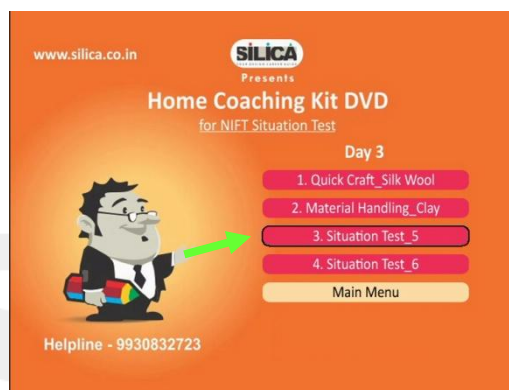 www.silica.co.in
SiLiCA
Presents
Home Coaching Kit DVD
for NIFT Situation Test
Day 3
1. Quick Craft_Silk Wool
2. Material Handling_Clay
3. Situation Test_5
4. Situation Test_6
Main Menu
Helpline - 9930832723